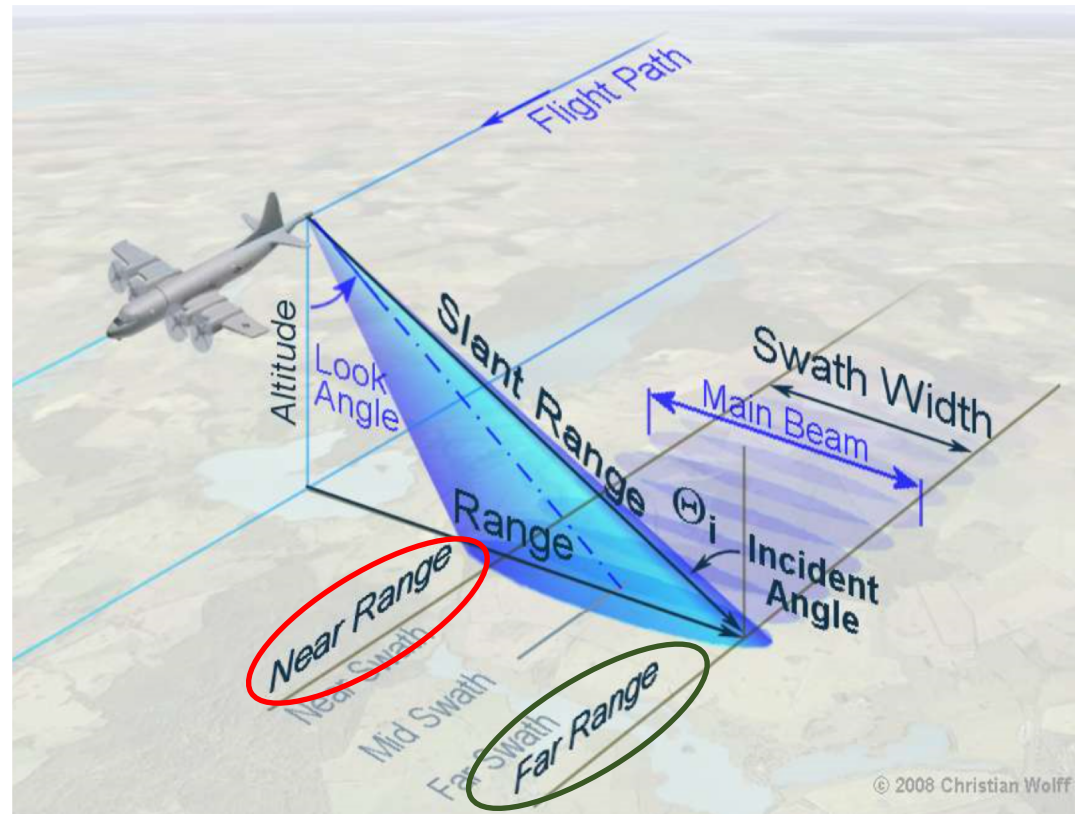 Flight Path
Altitude
Look
Angle
Slant Range
Swath Width
Main Beam
Range
Θi
Incident
Angle
Near Range
Near Swath
Mid Swath
Far Swath
Far Range
© 2008 Christian Wolff